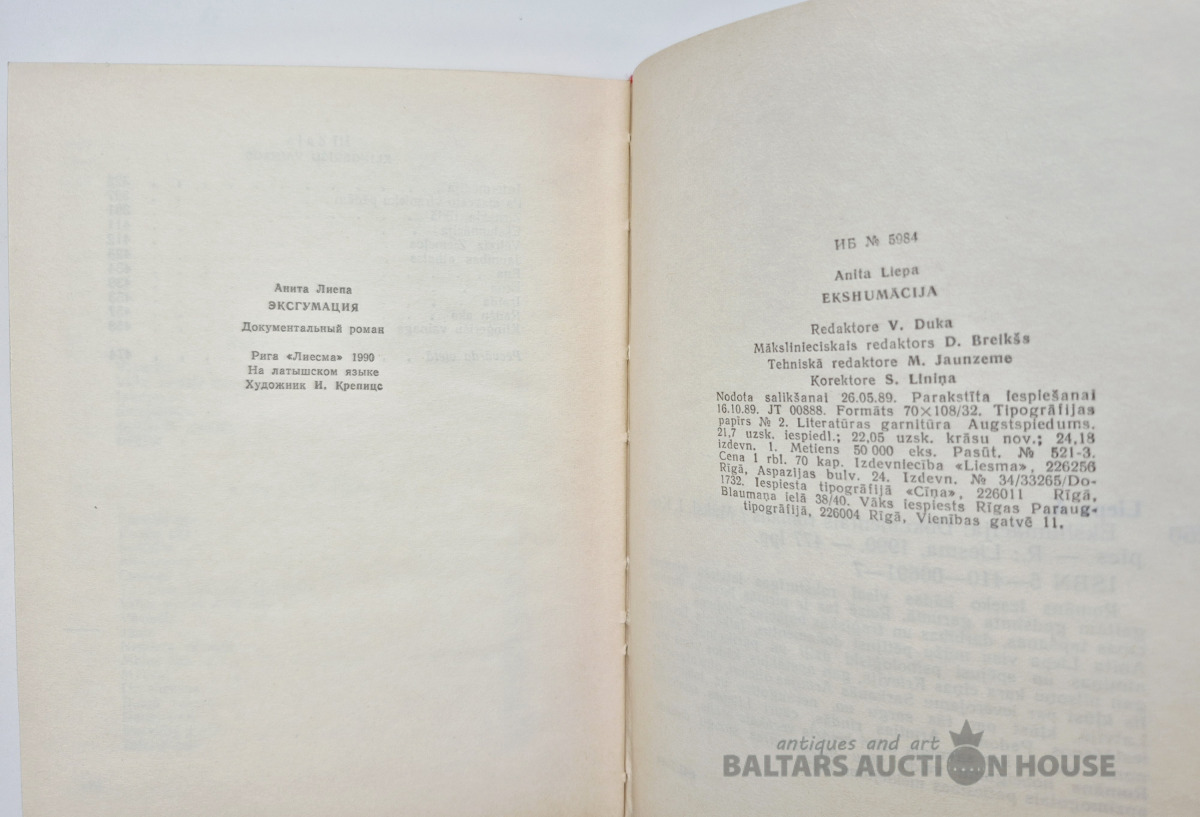 Анита Лиепа
ЭКСГУМАЦИЯ
Документальный роман
Рига «Лиесма» 1990
На латышском языке
Художник И. Крепицс
ИБ № 5984
Anita Liepa
EKSHUMĀCIJA
Redaktore V. Duka
Mākslinieciskais redaktors D. Breikšs
Tehniskā redaktore M. Jaunzeme
Korektore S. Liniņa
Nodota salikšanai 26.05.89. Parakstīta iespiešanai
16.10.89. JT 00888. Formāts 70×108/32. Tipogrāfijas
papīrs № 2. Literatūras garnitūra Augstspiedums.
21,7 uzsk. iespiedl.; 22,05 uzsk. krāsu nov.; 24,18
izdevn. l. Metiens 50 000 eks. Pasūt. № 521-3.
Cena 1 rbl. 70 kap. Izdevniecība «Liesma», 226256
Rīgā, Aspazijas bulv. 24. Izdevn. № 34/33265/Do-
1732. Iespiesta tipogrāfijā «Cīņa», 226011 Rīgā,
Blaumaņa ielā 38/40. Vāks iespiests Rīgas Paraug-
tipogrāfijā, 226004 Rīgā, Vienības gatvē 11.
antiques and art
BALTARS AUCTION HOUSE